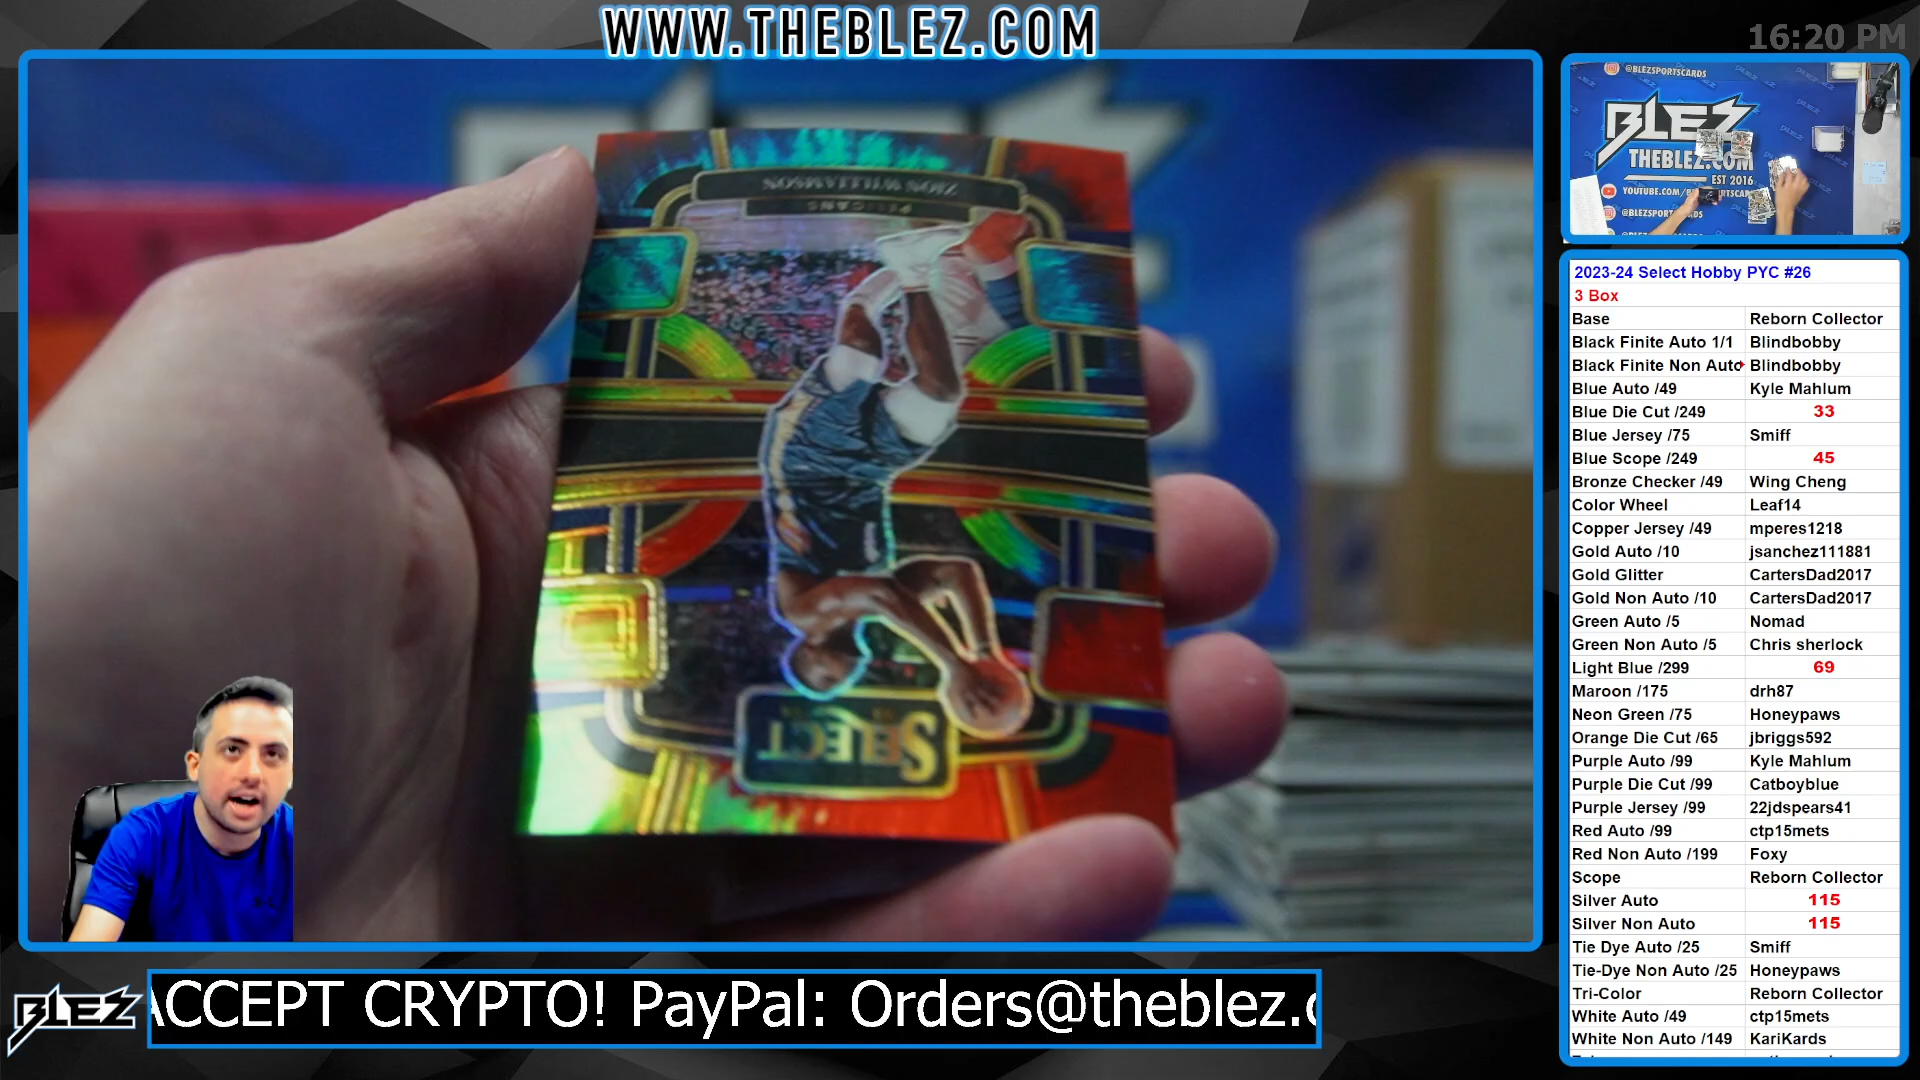 WWW.THEBLEZ.COM
16:20 PM
ZION WILLIAMSON
PELICANS
SELECT
@BLEZSPORTSCARDS
BLEZ
THEBLEZ.COM
EST 2016
@BLEZSPORT
2023-24 Select Hobby PYC #26
3 Box
Base Reborn Collector
Black Finite Auto 1/1 Blindbobby
Black Finite Non Auto Blindbobby
Blue Auto /49 Kyle Mahlum
Blue Die Cut /249 33
Blue Jersey /75 Smiff
Blue Scope /249 45
Bronze Checker /49 Wing Cheng
Color Wheel Leaf14
Copper Jersey /49 mperes1218
Gold Auto /10 jsanchez111881
Gold Glitter CartersDad2017
Gold Non Auto /10 CartersDad2017
Green Auto /5 Nomad
Green Non Auto /5 Chris sherlock
Light Blue /299 69
Maroon /175 drh87
Neon Green /75 Honeypaws
Orange Die Cut /65 jbriggs592
Purple Auto /99 Kyle Mahlum
Purple Die Cut /99 Catboyblue
Purple Jersey /99 22jdspears41
Red Auto /99 ctp15mets
Red Non Auto /199 Foxy
Scope Reborn Collector
Silver Auto 115
Silver Non Auto 115
Tie Dye Auto /25 Smiff
Tie-Dye Non Auto /25 Honeypaws
Tri-Color Reborn Collector
White Auto /49 ctp15mets
White Non Auto /149 KariKards
BLEZ
ACCEPT CRYPTO! PayPal: Orders@theblez.c